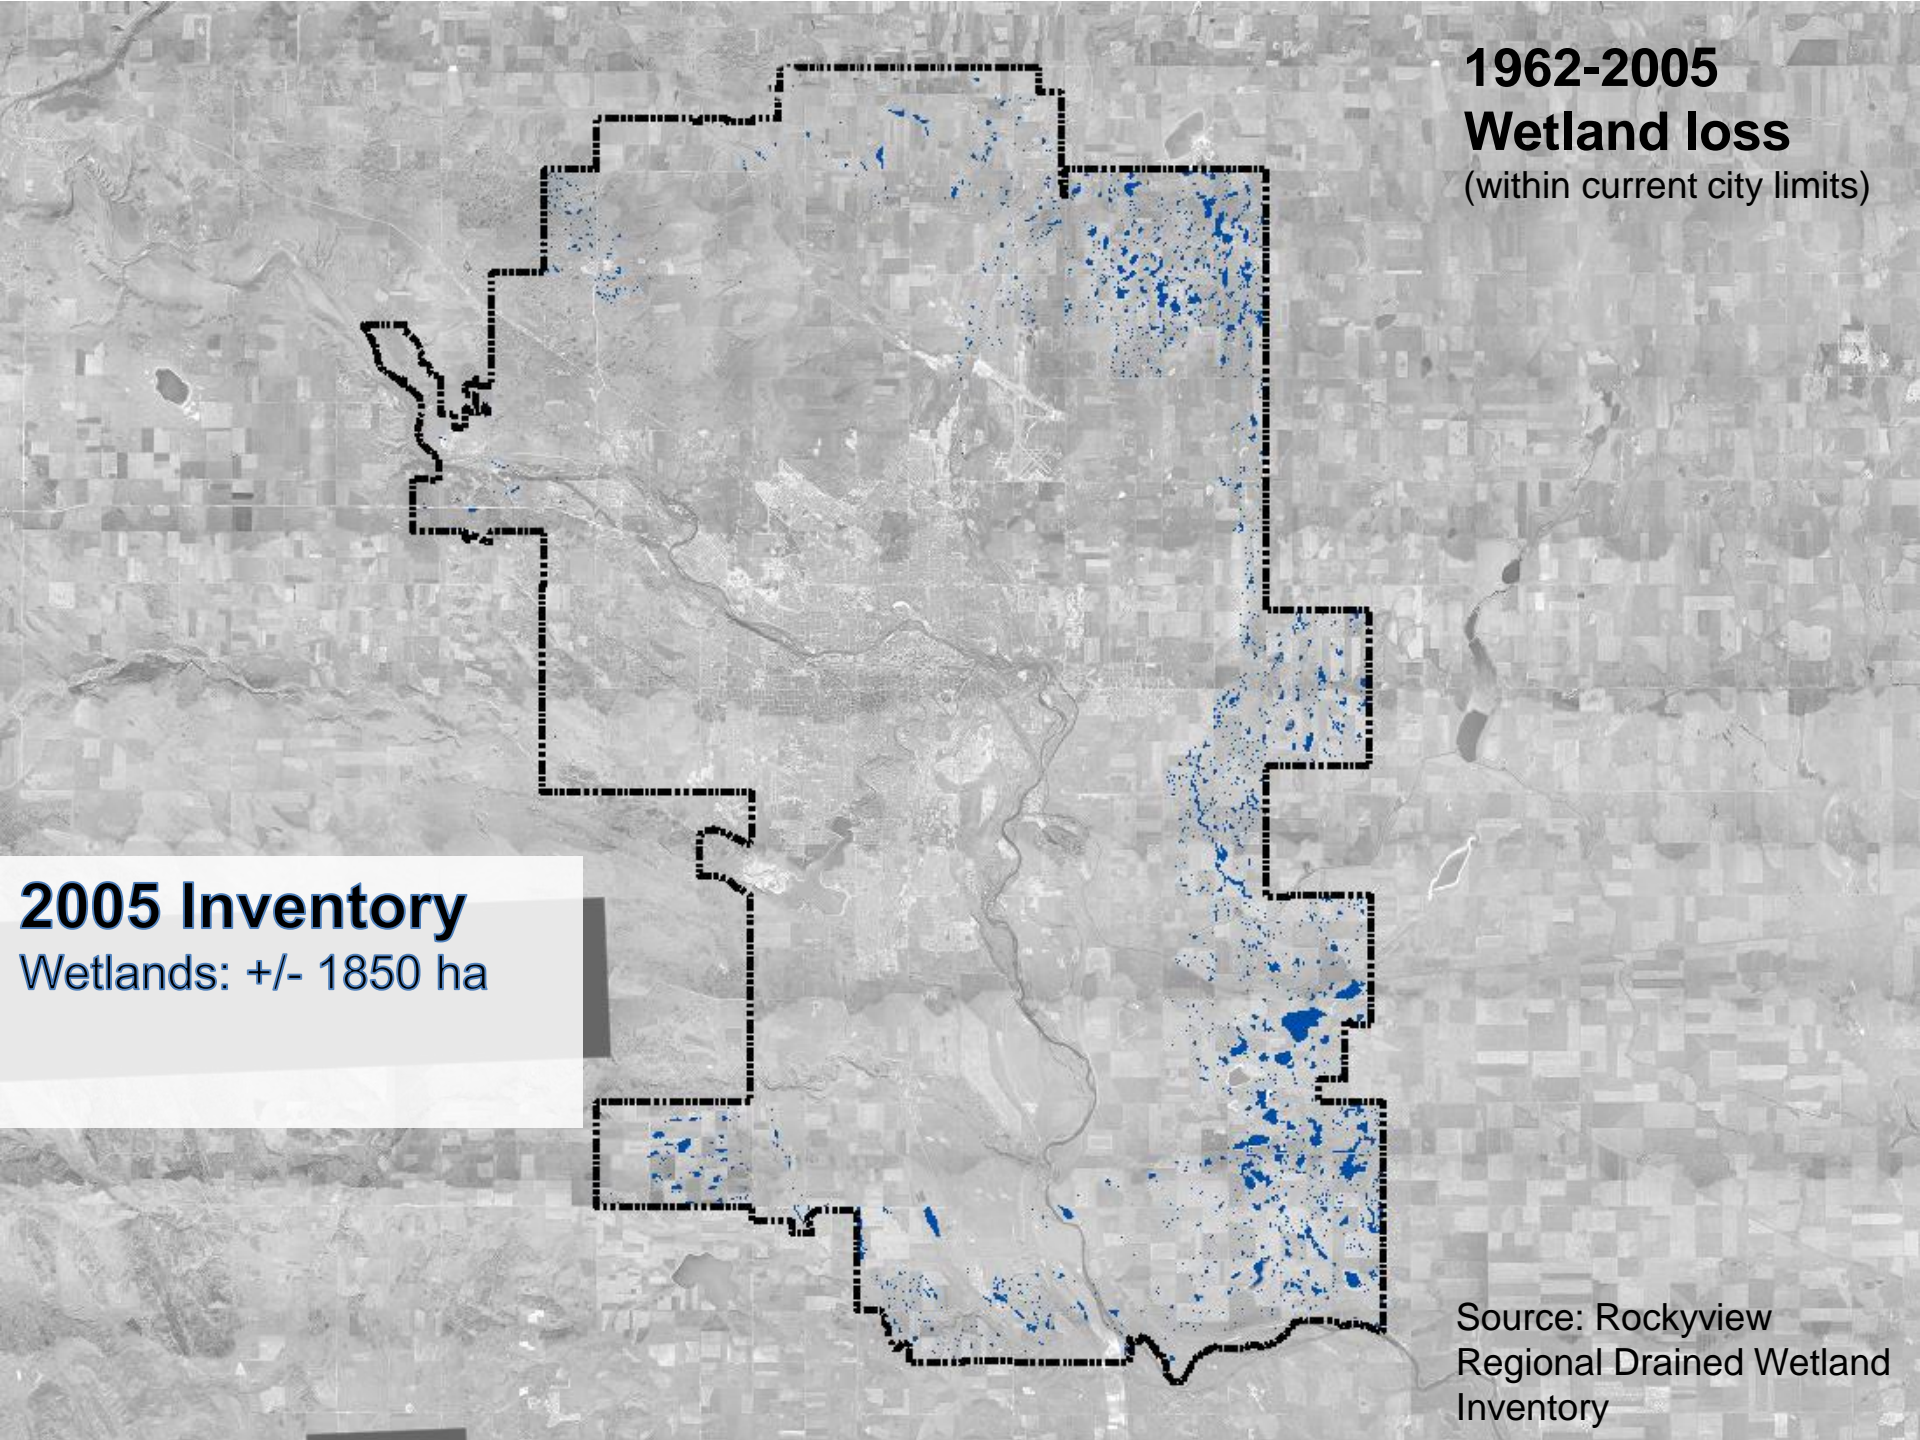 1962-2005
Wetland loss
(within current city limits)
2005 Inventory
Wetlands: +/- 1850 ha
Source: Rockyview
Regional Drained Wetland
Inventory